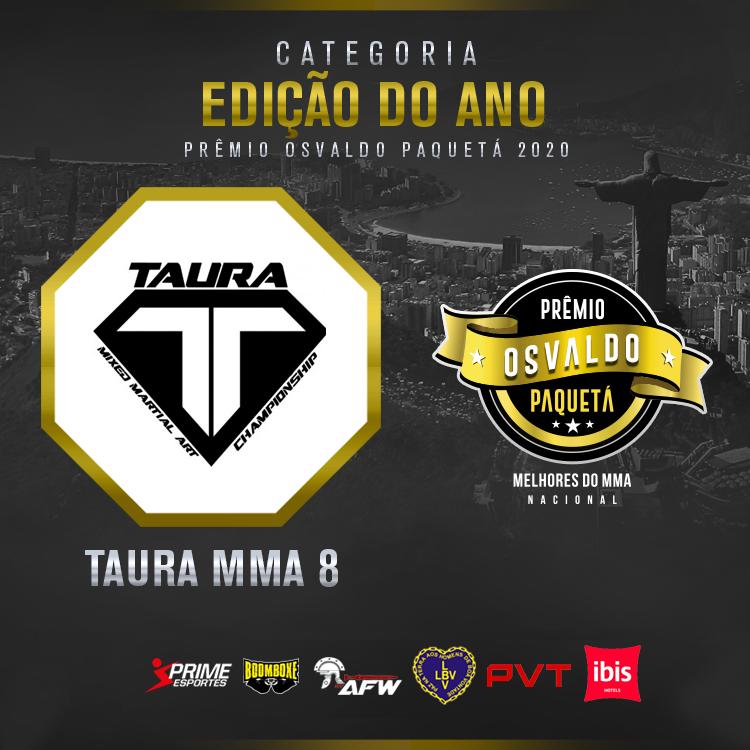 CATEGORIA
EDIÇÃO DO ANO
PRÊMIO OSVALDO PAQUETÁ 2020
TAURA
MIXED MARTIAL ART
CHAMPIONSHIP
TAURA MMA 8
PRÊMIO
OSVALDO
PAQUETÁ
MELHORES DO MMA
NACIONAL
PRIME
ESPORTES
BOOMBOXE
AFW
LBV
PVT
ibis
HOTELS